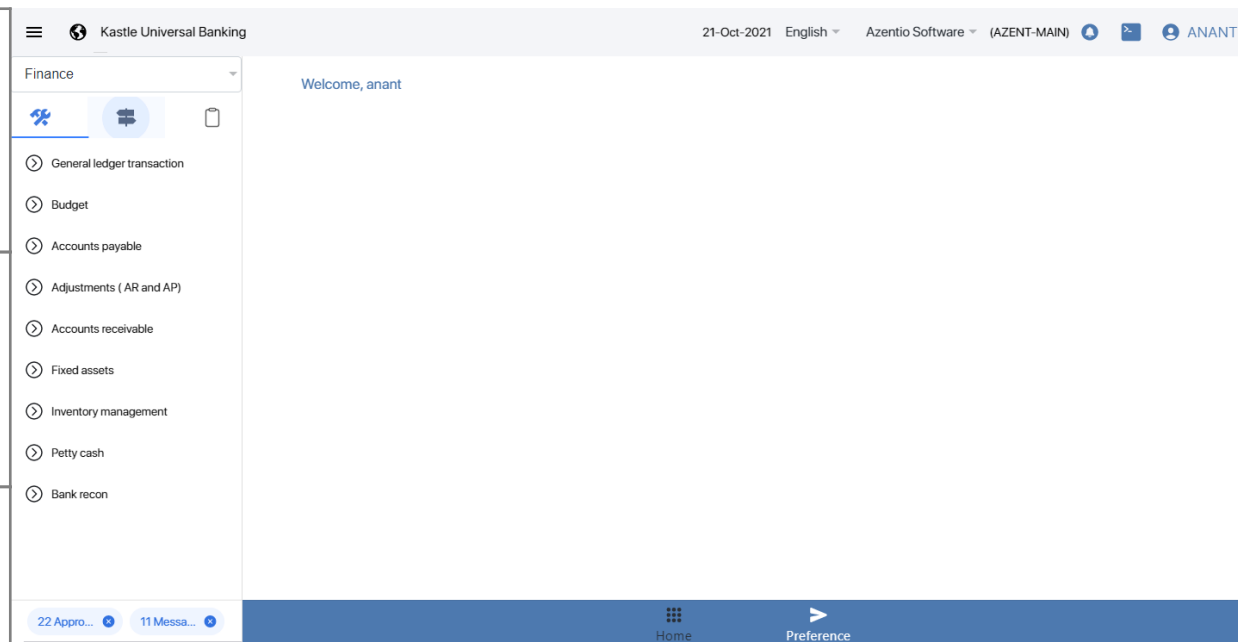 Kastle Universal Banking 21-Oct-2021 English Azentio Software (AZENT-MAIN) ANANT
Finance
Welcome, anant
General ledger transaction
Budget
Accounts payable
Adjustments ( AR and AP)
Accounts receivable
Fixed assets
Inventory management
Petty cash
Bank recon
22 Appro... 11 Messa...
Home Preference